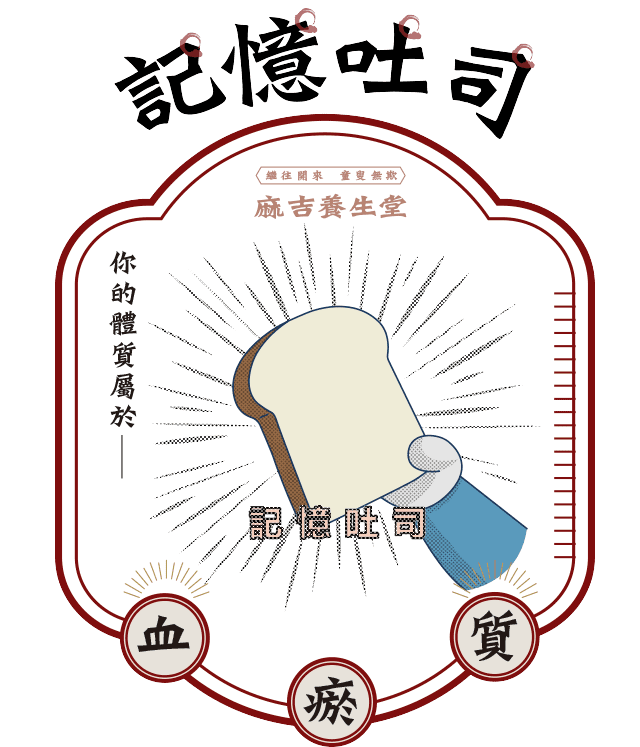 記憶吐司
繼往開來 童叟無欺
麻吉養生堂
你的體質屬於——
記憶吐司
血
瘀
質